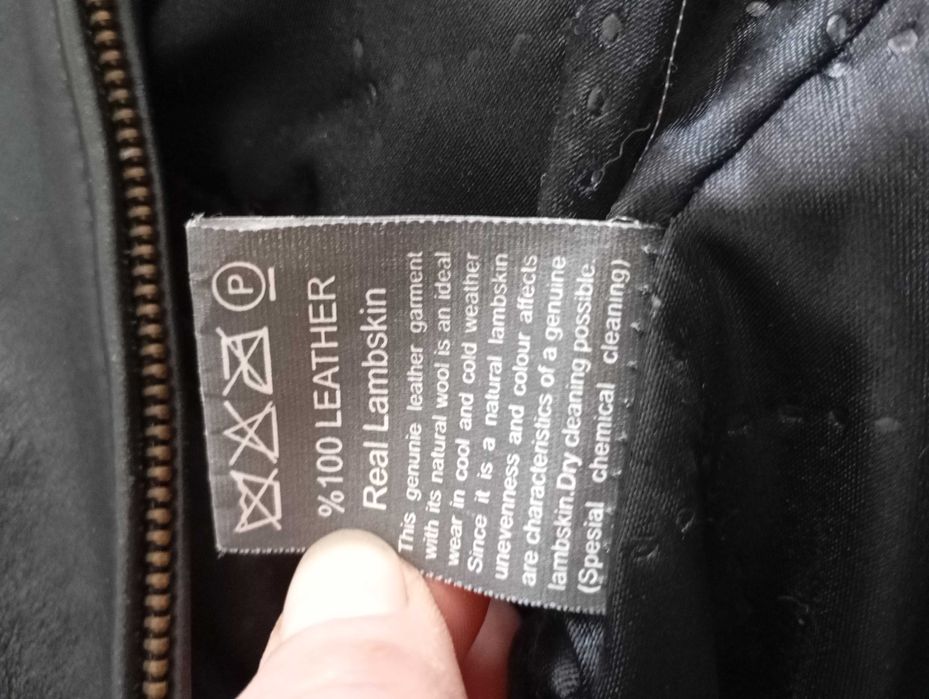 P
%100 LEATHER
Real Lambskin
This genunie leather garment
with its natural wool is an ideal
wear in cool and cold weather
Since it is a natural lambskin
unevenness and colour affects
are characteristics of a genuine
lambskin.Dry cleaning possible
(Spesial chemical cleaning)